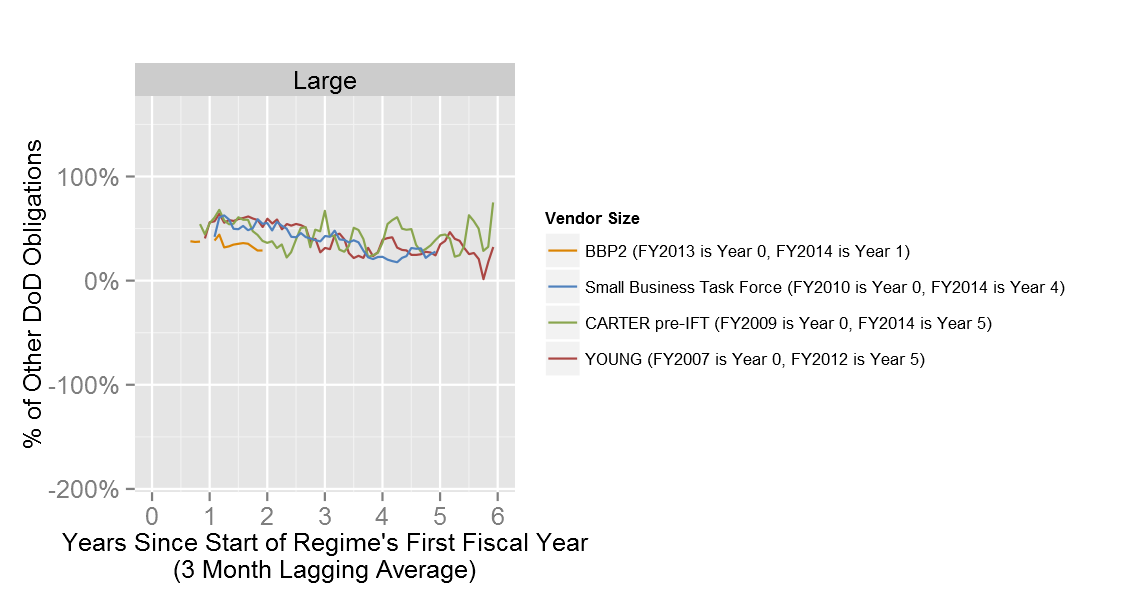 Large
% of Other DoD Obligations
100%
0%
-100%
-200%
0 1 2 3 4 5 6
Years Since Start of Regime's First Fiscal Year
(3 Month Lagging Average)
Vendor Size
BBP2 (FY2013 is Year 0, FY2014 is Year 1)
Small Business Task Force (FY2010 is Year 0, FY2014 is Year 4)
CARTER pre-IFT (FY2009 is Year 0, FY2014 is Year 5)
YOUNG (FY2007 is Year 0, FY2012 is Year 5)